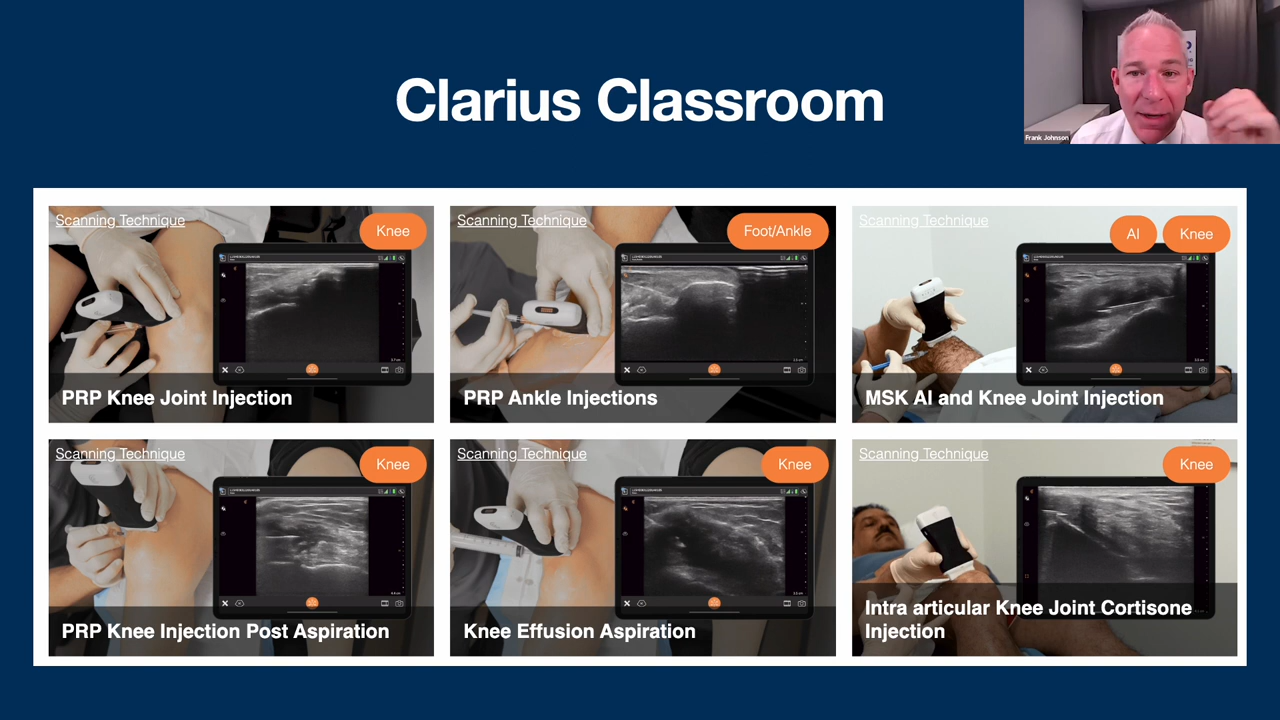 Clarius Classroom
Frank Johnson
Scanning Technique
Knee
PRP Knee Joint Injection
Scanning Technique
Foot/Ankle
PRP Ankle Injections
Scanning Technique
AI
Knee
MSK AI and Knee Joint Injection
Scanning Technique
Knee
PRP Knee Injection Post Aspiration
Scanning Technique
Knee
Knee Effusion Aspiration
Scanning Technique
Knee
Intra articular Knee Joint Cortisone
Injection